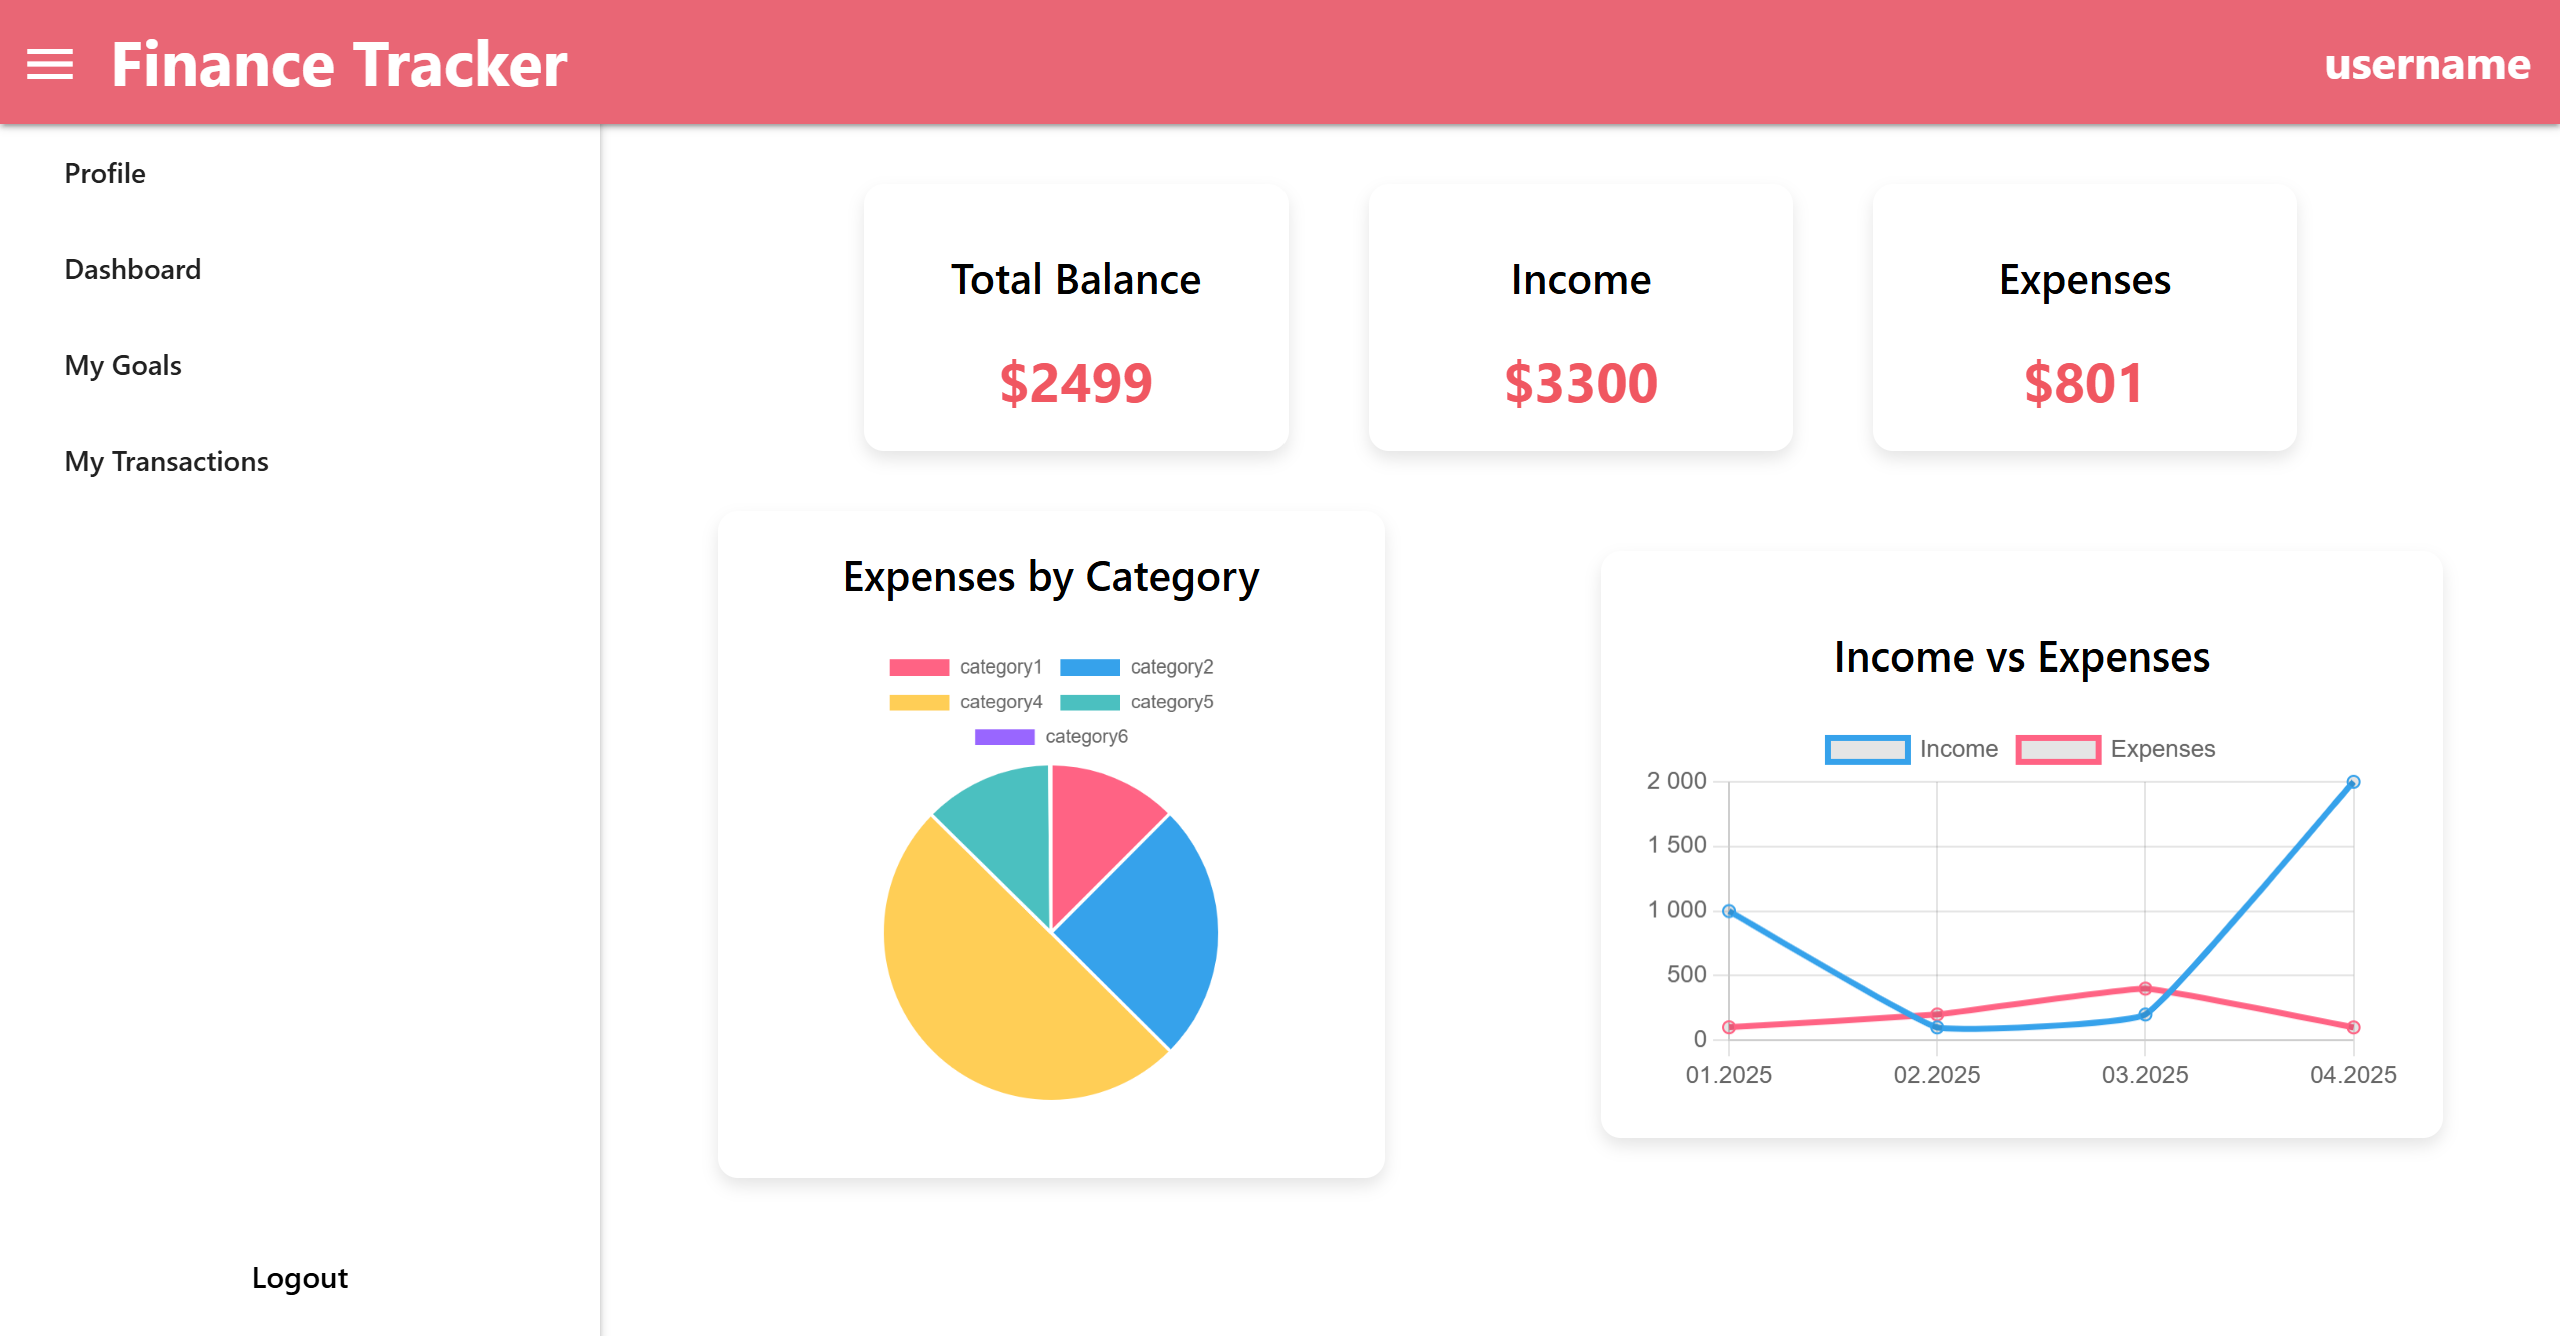 Finance Tracker
username
Profile
Dashboard
My Goals
My Transactions
Logout
Total Balance
$2499
Income
$3300
Expenses
$801
Expenses by Category
category1 category2
category4 category5
category6
Income vs Expenses
Income Expenses
2 000
1 500
1 000
500
0
01.2025 02.2025 03.2025 04.2025